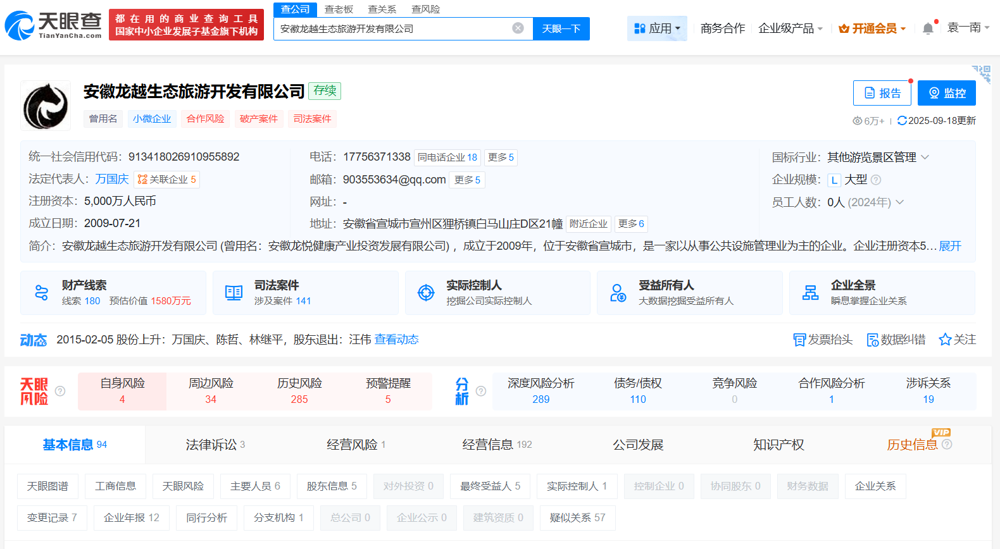 天眼查
TianYanCha.com
都在用的商业查询工具
国家中小企业发展子基金旗下机构
查公司 查老板 查关系 查风险
安徽龙越生态旅游开发有限公司
天眼一下
应用 商务合作 企业级产品 开通会员 袁一南
安徽龙越生态旅游开发有限公司 存续
曾用名 小微企业 合作风险 破产案件 司法案件
报告 监控
6万+ 2025-09-18更新
统一社会信用代码：913418026910955892
法定代表人：万国庆 关联企业 5
注册资本：5,000万人民币
成立日期：2009-07-21
电话：17756371338 同电话企业 18 更多 5
邮箱：903553634@qq.com 更多 5
网址：-
地址：安徽省宣城市宣州区狸桥镇白马山庄D区21幢 附近企业 更多 6
国标行业：其他游览景区管理
企业规模：L 大型
员工人数：0人 (2024年)
简介：安徽龙越生态旅游开发有限公司 (曾用名：安徽龙悦健康产业投资发展有限公司) ，成立于2009年，位于安徽省宣城市，是一家以从事公共设施管理业为主的企业。企业注册资本5... 展开
财产线索
线索 180 预估价值 1580万元
司法案件
涉及案件 141
实际控制人
挖掘公司实际控制人
受益所有人
大数据挖掘受益所有人
企业全景
瞬息掌握企业关系
动态 2015-02-05 股份上升：万国庆、陈哲、林继平，股东退出：汪伟 查看动态
发票抬头 数据纠错 关注
天眼
风险
自身风险 周边风险 历史风险 预警提醒
4 34 285 5
分
析
深度风险分析 债务/债权 竞争风险 合作风险分析 涉诉关系
289 110 0 1 19
基本信息 94 法律诉讼 3 经营风险 1 经营信息 192 公司发展 知识产权 历史信息 VIP
天眼图谱 工商信息 天眼风险 主要人员 6 股东信息 5 对外投资 0 最终受益人 5 实际控制人 1 控制企业 0 协同股东 0 财务数据 企业关系
变更记录 7 企业年报 12 同行分析 分支机构 1 总公司 0 企业公示 0 建筑资质 0 疑似关系 57